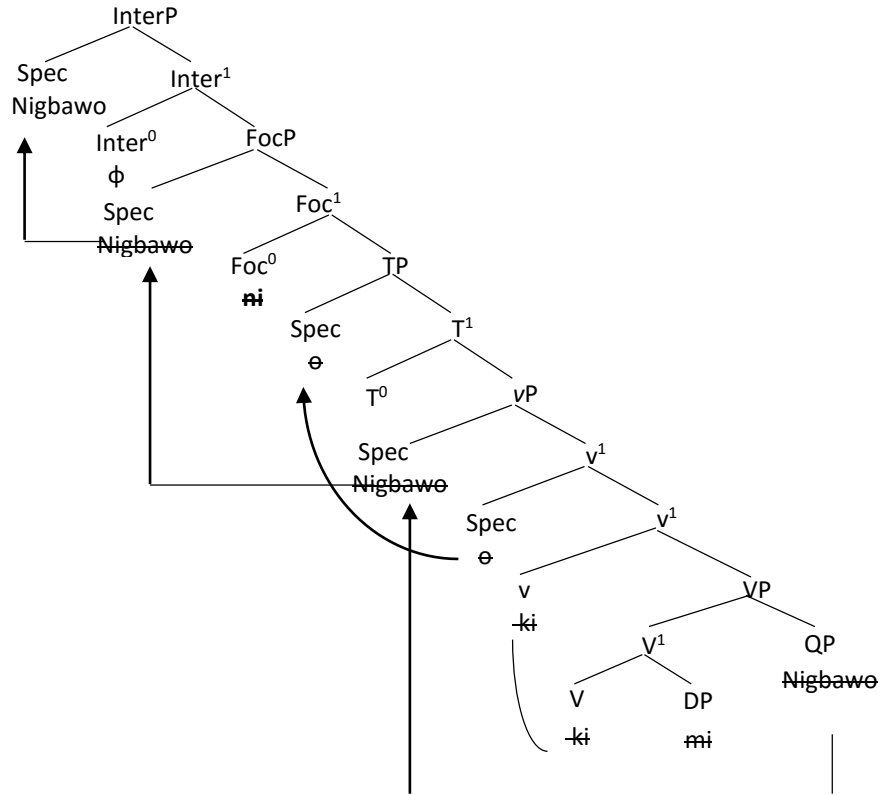 InterP
Spec Inter¹
Nigbawo
Inter⁰ FocP
ϕ
Spec Foc¹
Nigbawo
Foc⁰ TP
ni
Spec T¹
o
T⁰ vP
Spec v¹
Nigbawo
Spec v¹
o
v VP
ki
V¹ QP
Nigbawo
V DP
ki mi